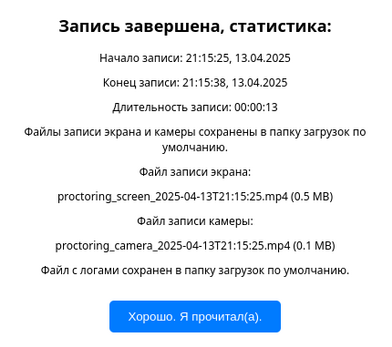 Запись завершена, статистика:
Начало записи: 21:15:25, 13.04.2025
Конец записи: 21:15:38, 13.04.2025
Длительность записи: 00:00:13
Файлы записи экрана и камеры сохранены в папку загрузок по
умолчанию.
Файл записи экрана:
proctoring_screen_2025-04-13T21:15:25.mp4 (0.5 MB)
Файл записи камеры:
proctoring_camera_2025-04-13T21:15:25.mp4 (0.1 MB)
Файл с логами сохранен в папку загрузок по умолчанию.
Хорошо. Я прочитал(а).